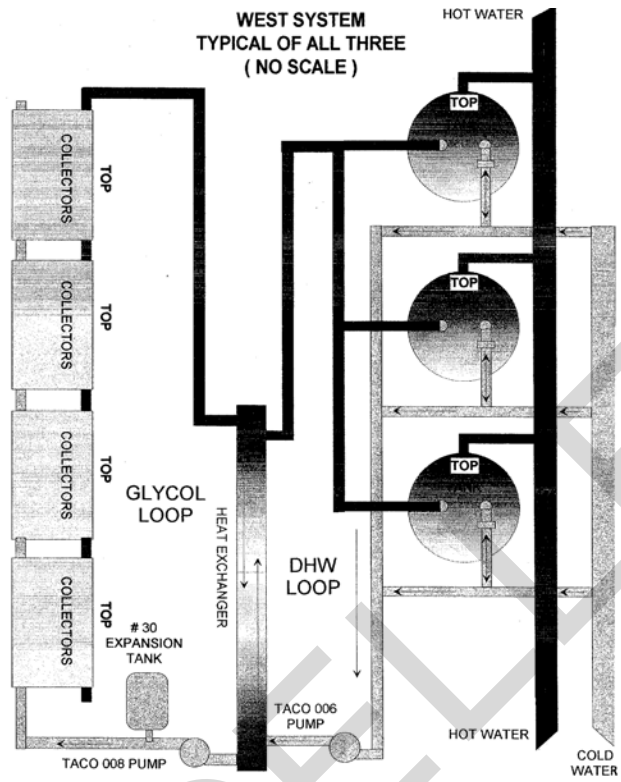 WEST SYSTEM
TYPICAL OF ALL THREE
( NO SCALE )
HOT WATER
TOP
COLLECTORS
TOP
COLLECTORS
TOP
TOP
COLLECTORS
TOP
TOP
COLLECTORS
TOP
GLYCOL
LOOP
HEAT EXCHANGER
DHW
LOOP
# 30
EXPANSION
TANK
TACO 008 PUMP
TACO 006
PUMP
HOT WATER
COLD
WATER